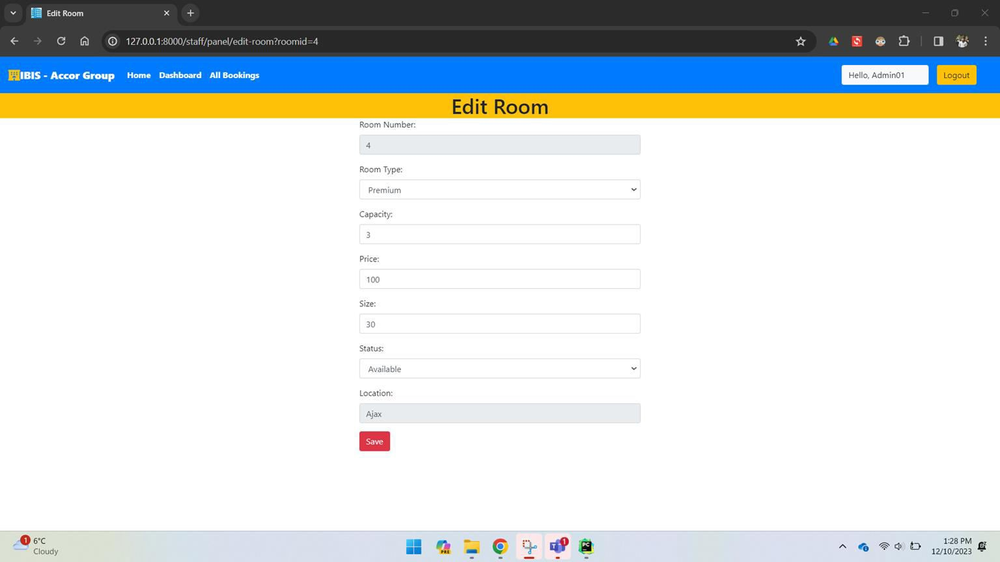 Edit Room
127.0.0.1:8000/staff/panel/edit-room?roomid=4
IBIS - Accor Group Home Dashboard All Bookings Hello, Admin01 Logout
Edit Room
Room Number:
4
Room Type:
Premium
Capacity:
3
Price:
100
Size:
30
Status:
Available
Location:
Ajax
Save
1 6°C
Cloudy
PRE
1
PC
1:28 PM
12/10/2023